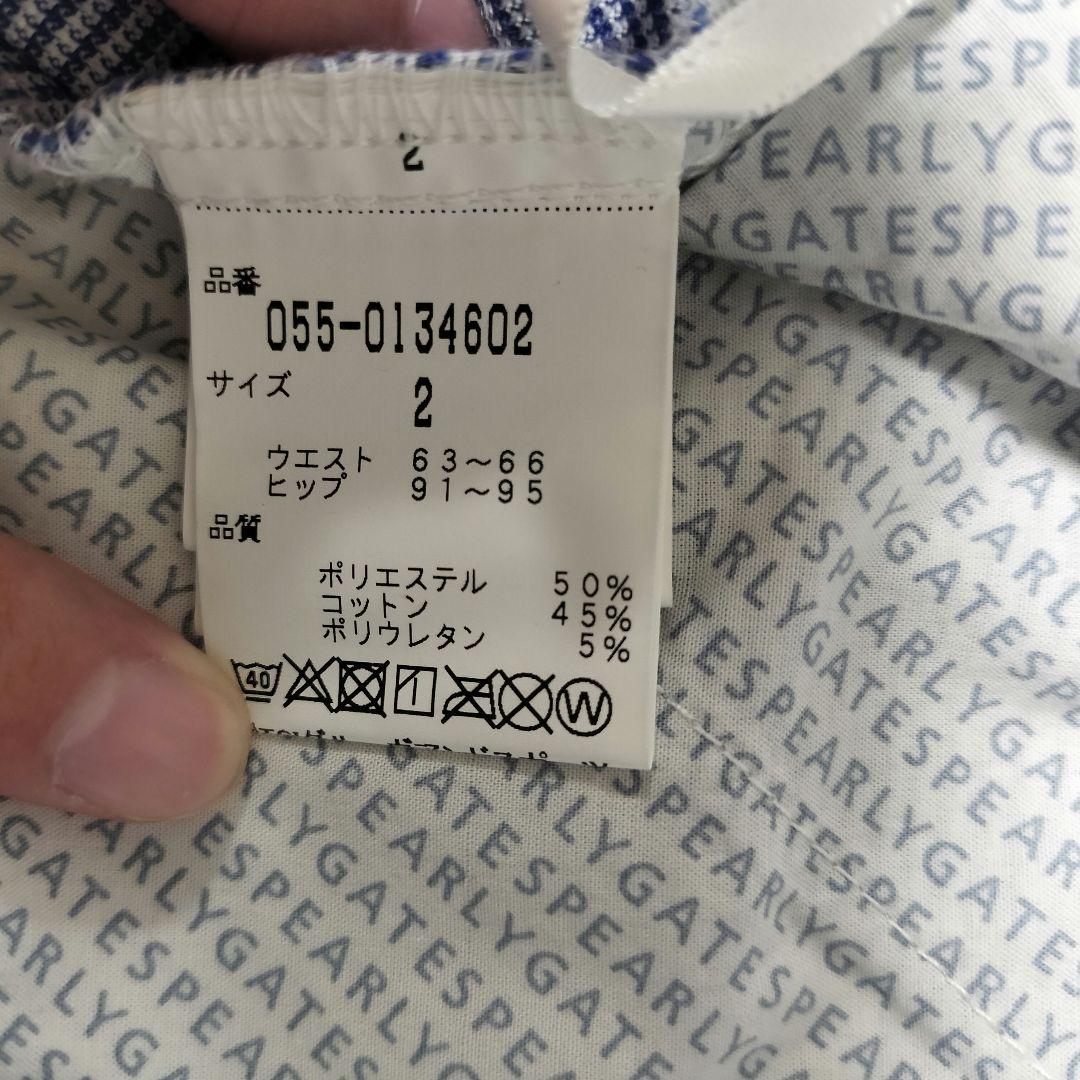 2
品番
055-0134602
サイズ
2
ウエスト 63~66
ヒップ 91~95
品質
ポリエステル 50%
コットン 45%
ポリウレタン 5%
40
W
PEARLYGATES